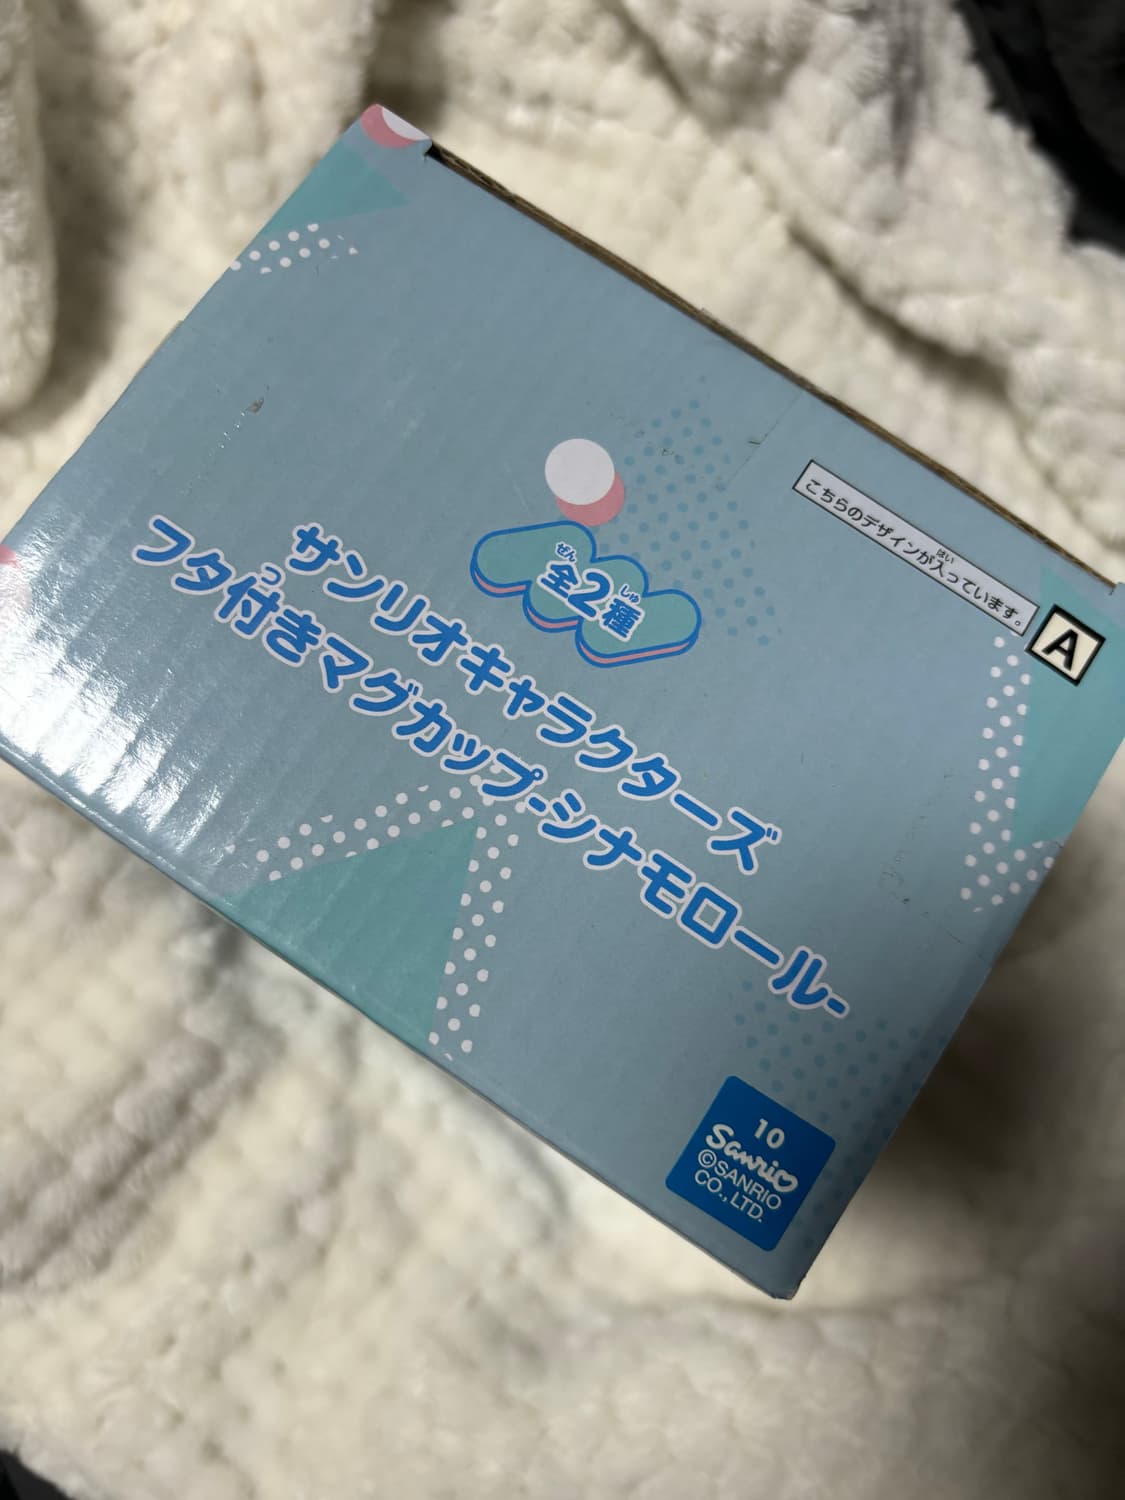 こちらのデザインが入っています。
A
全2種
サンリオキャラクターズ
フタ付きマグカップ-シナモロール-
10
Sanrio
©SANRIO
CO., LTD.